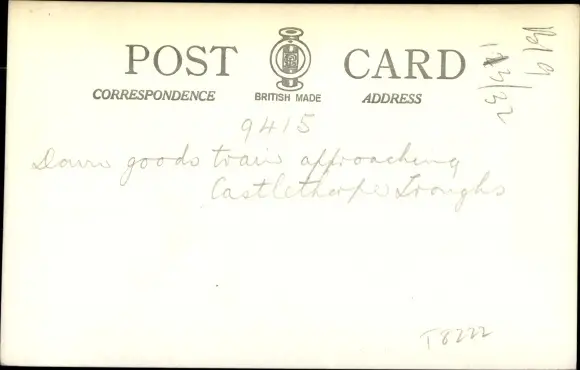 POST CARD
CORRESPONDENCE BRITISH MADE ADDRESS
9415
Down goods train approaching
Castlethorpe Troughs
T8222